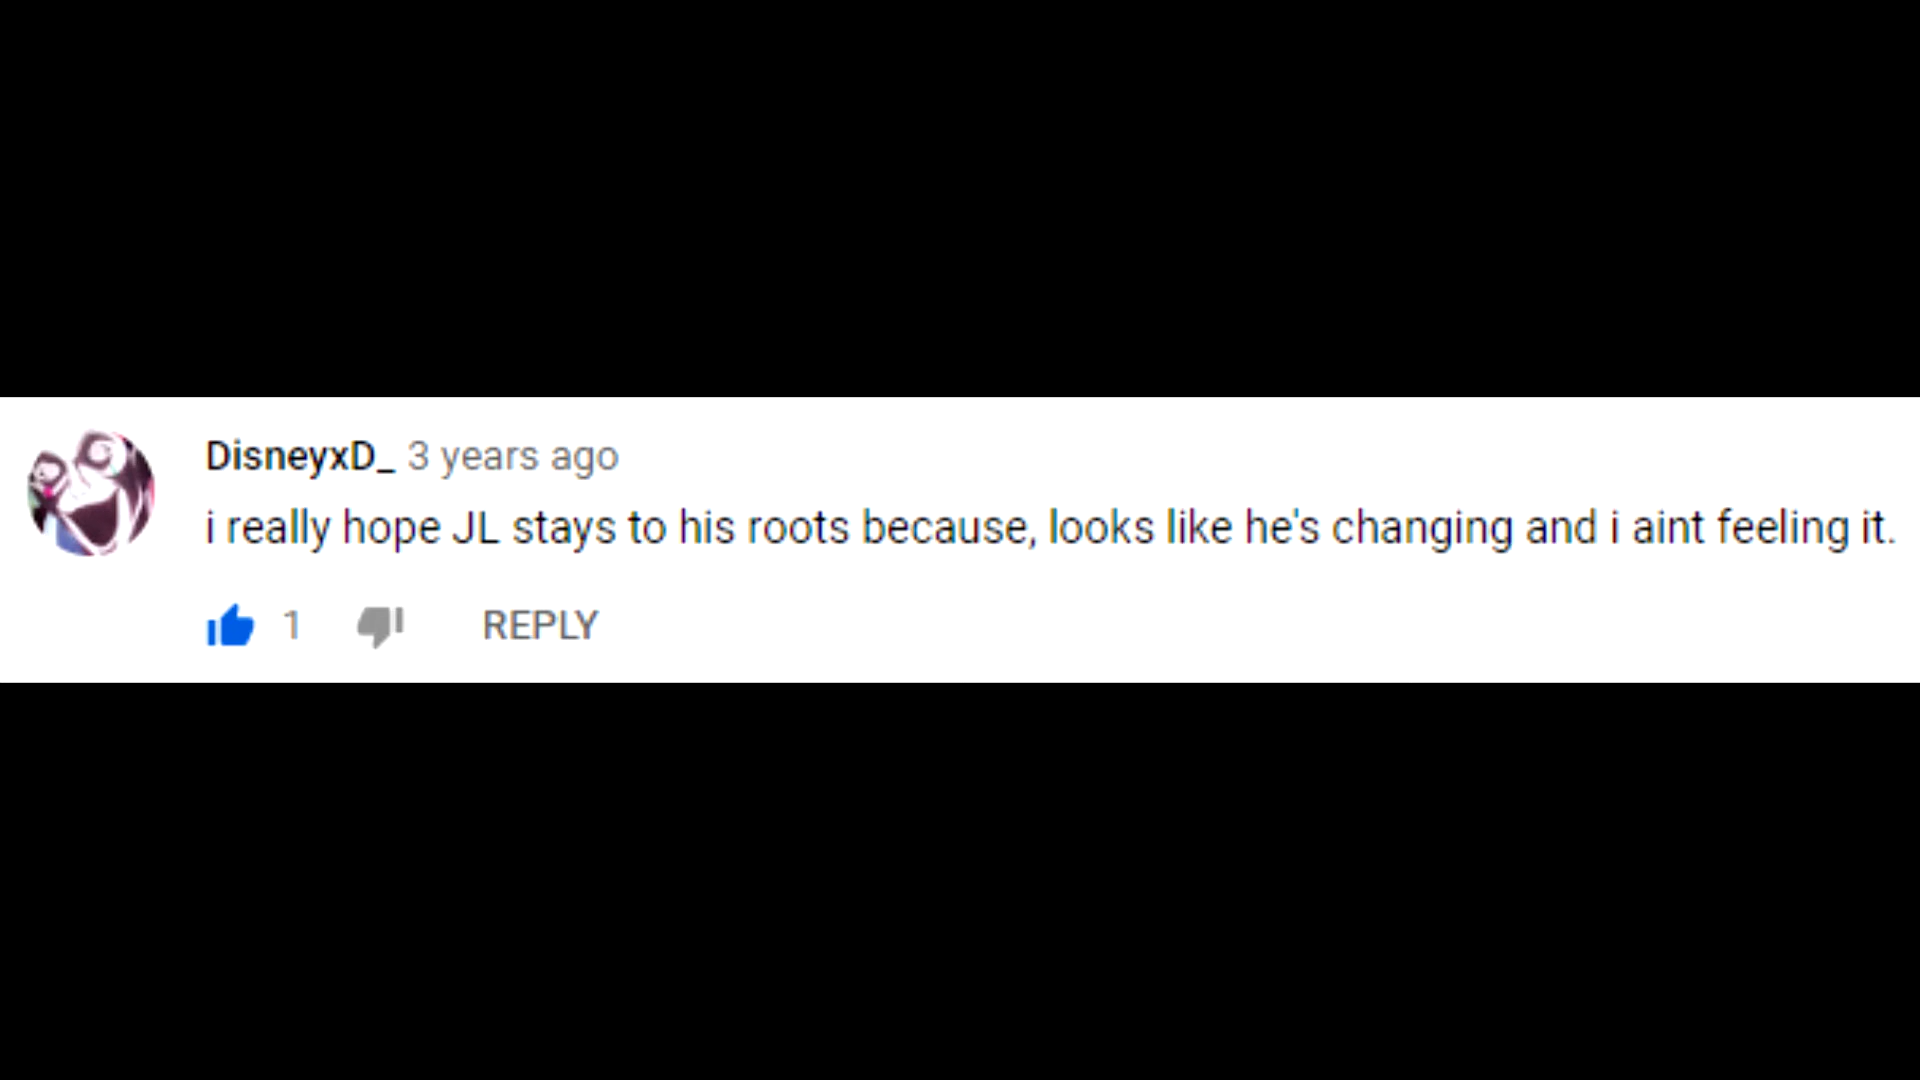 DisneyxD_ 3 years ago
i really hope JL stays to his roots because, looks like he's changing and i aint feeling it.
1 REPLY